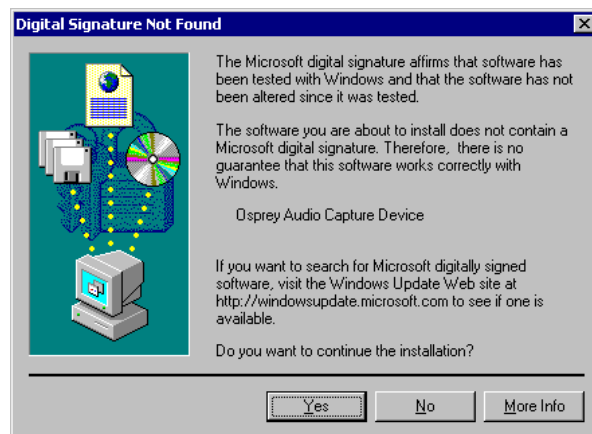 Digital Signature Not Found
The Microsoft digital signature affirms that software has
been tested with Windows and that the software has not
been altered since it was tested.
The software you are about to install does not contain a
Microsoft digital signature. Therefore, there is no
guarantee that this software works correctly with
Windows.
Osprey Audio Capture Device
If you want to search for Microsoft digitally signed
software, visit the Windows Update Web site at
http://windowsupdate.microsoft.com to see if one is
available.
Do you want to continue the installation?
Yes No More Info